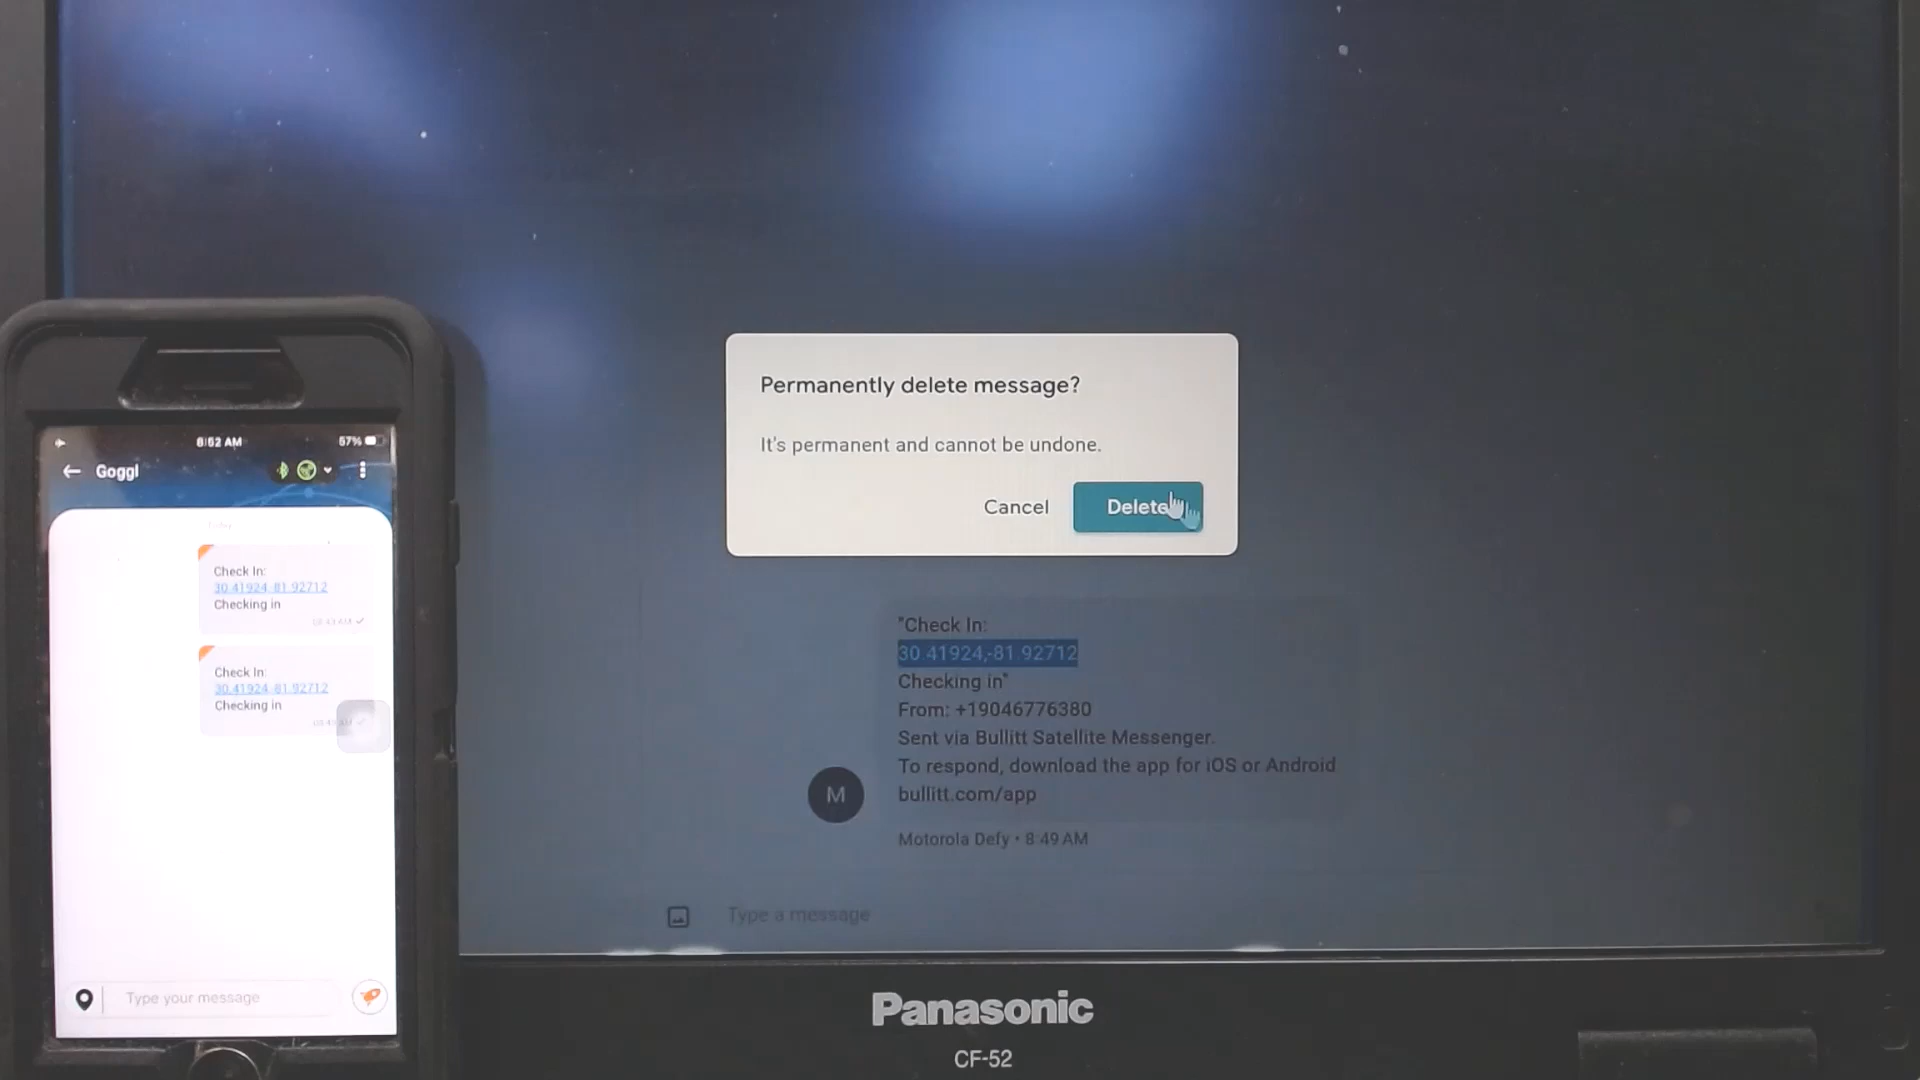 8:52 AM
57%
Goggl
Today
Check In:
30.41924,-81.92712
Checking in
Check In:
30.41924,-81.92712
Checking in
Type your message
Permanently delete message?
It's permanent and cannot be undone.
Cancel
Delete
"Check In:
30.41924,-81.92712
Checking in"
From: +19046776380
Sent via Bullitt Satellite Messenger.
To respond, download the app for iOS or Android
bullitt.com/app
M
Motorola Defy • 8:49 AM
Type a message
Panasonic
CF-52